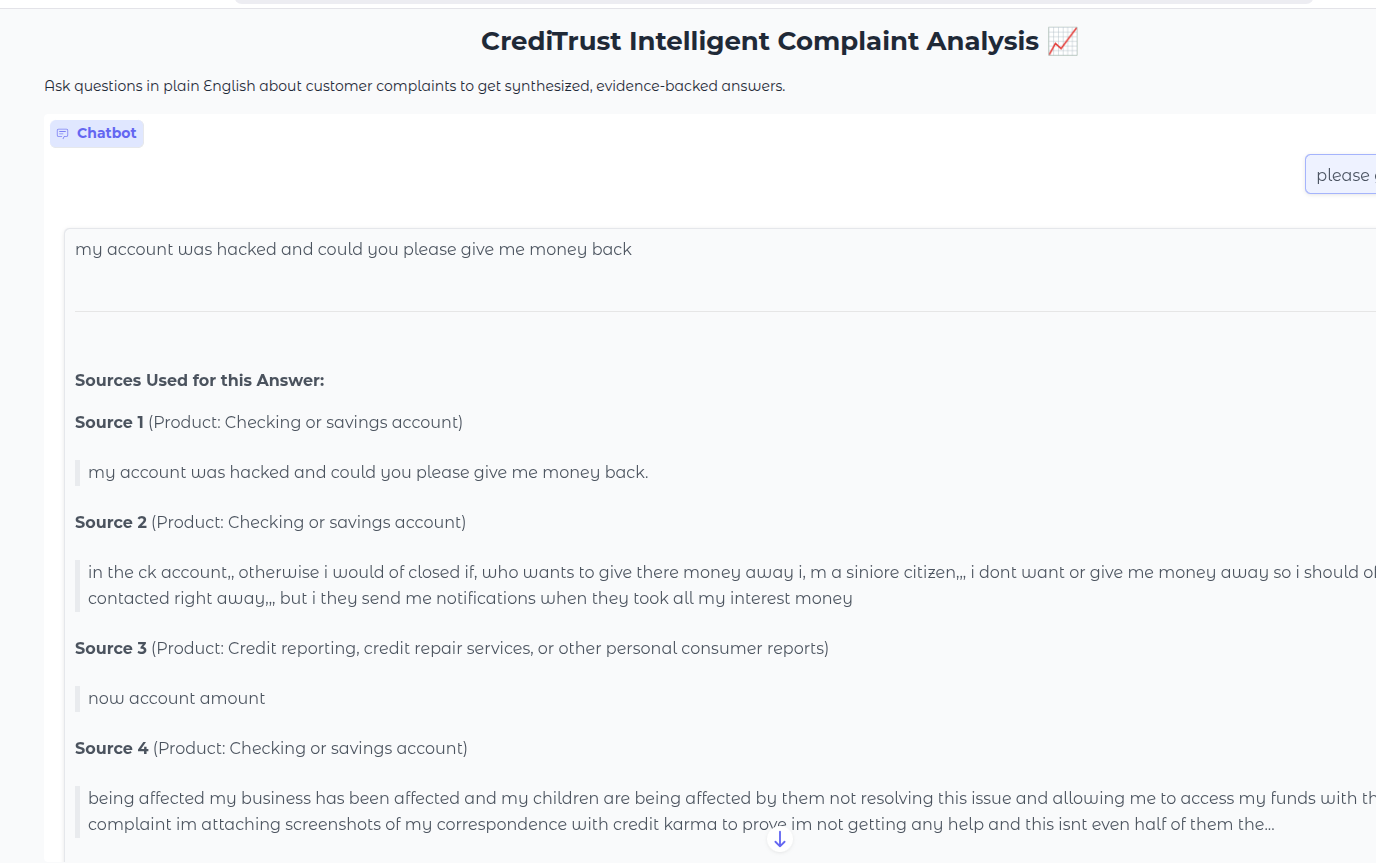 CrediTrust Intelligent Complaint Analysis 📈
Ask questions in plain English about customer complaints to get synthesized, evidence-backed answers.
Chatbot
please
my account was hacked and could you please give me money back
Sources Used for this Answer:
Source 1 (Product: Checking or savings account)
my account was hacked and could you please give me money back.
Source 2 (Product: Checking or savings account)
in the ck account,, otherwise i would of closed if, who wants to give there money away i, m a siniore citizen,,, i dont want or give me money away so i should
contacted right away,,, but i they send me notifications when they took all my interest money
Source 3 (Product: Credit reporting, credit repair services, or other personal consumer reports)
now account amount
Source 4 (Product: Checking or savings account)
being affected my business has been affected and my children are being affected by them not resolving this issue and allowing me to access my funds with
complaint im attaching screenshots of my correspondence with credit karma to prove im not getting any help and this isnt even half of them the...